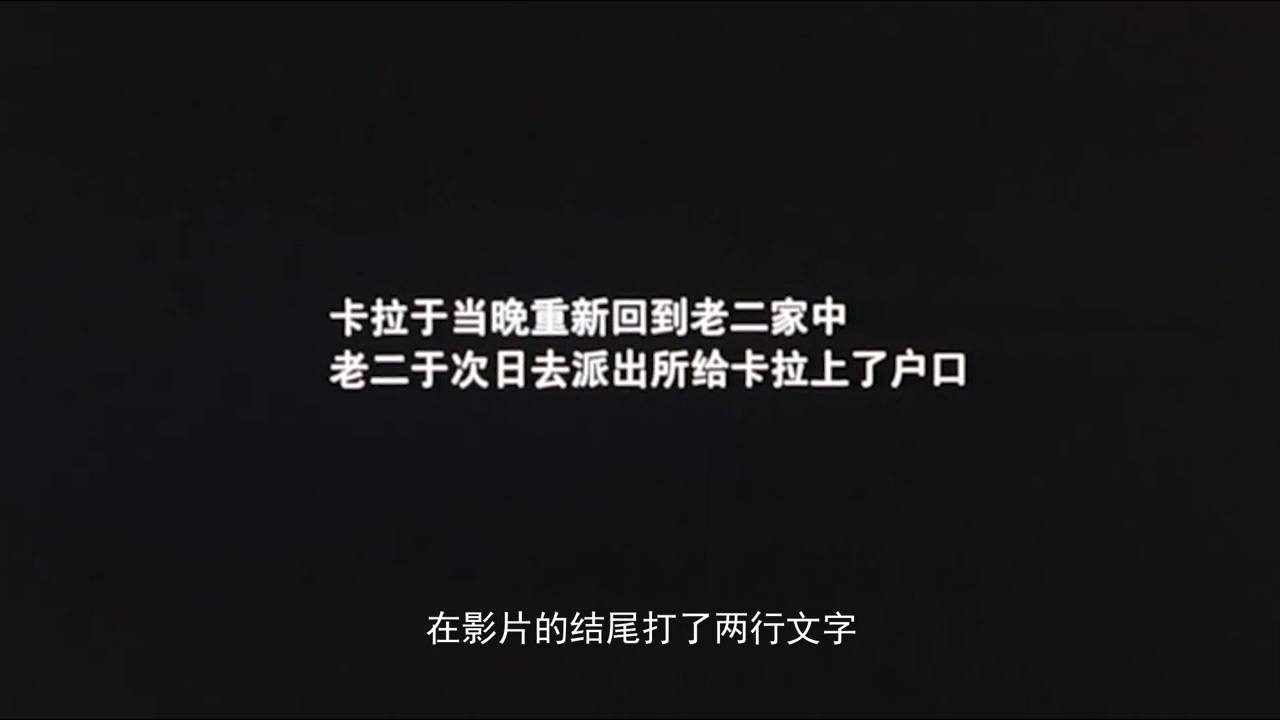 卡拉于当晚重新回到老二家中
老二于次日去派出所给卡拉上了户口
在影片的结尾打了两行文字